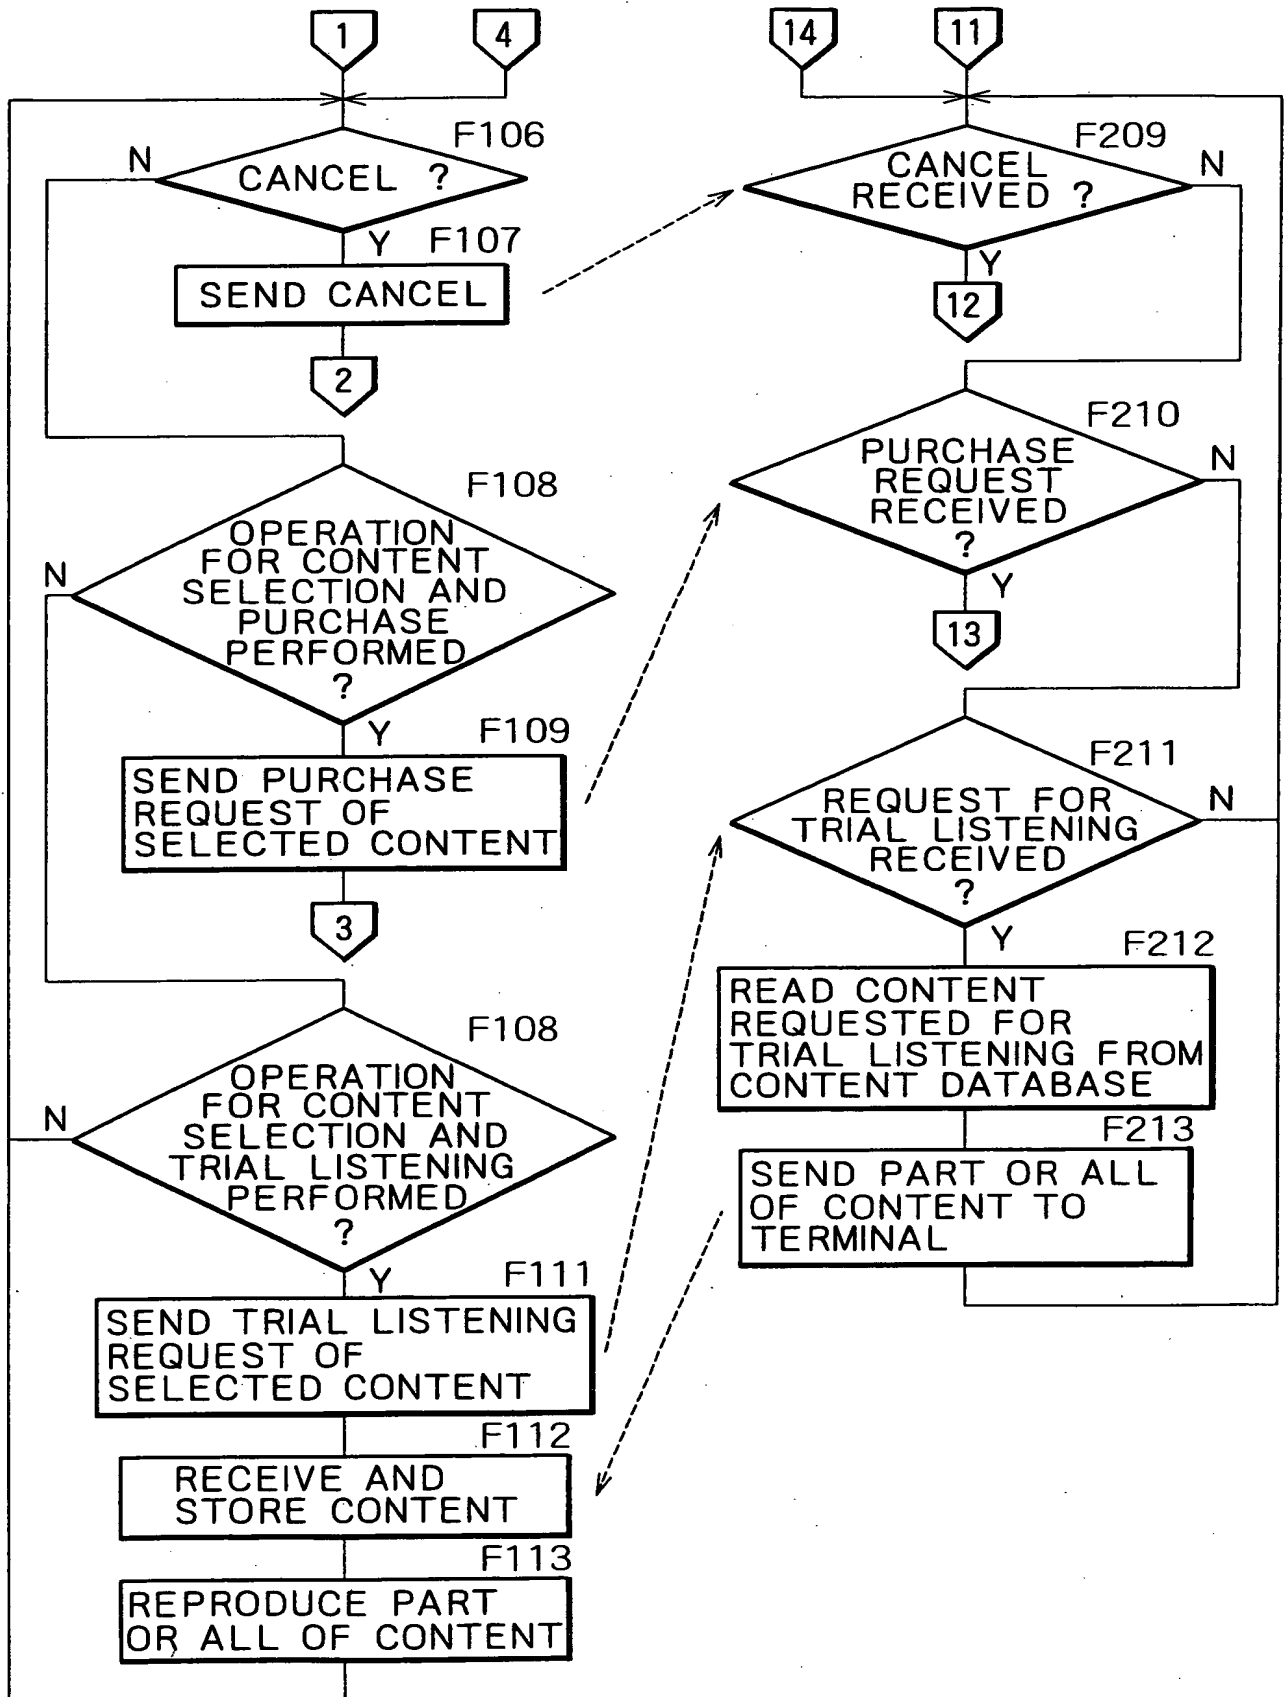 1
4
F106
N
CANCEL ?
Y
F107
SEND CANCEL
2
F108
OPERATION
FOR CONTENT
SELECTION AND
PURCHASE
PERFORMED
?
N
Y
F109
SEND PURCHASE
REQUEST OF
SELECTED CONTENT
3
F108
OPERATION
FOR CONTENT
SELECTION AND
TRIAL LISTENING
PERFORMED
?
N
Y
F111
SEND TRIAL LISTENING
REQUEST OF
SELECTED CONTENT
F112
RECEIVE AND
STORE CONTENT
F113
REPRODUCE PART
OR ALL OF CONTENT
14
11
F209
CANCEL
RECEIVED ?
N
Y
12
F210
PURCHASE
REQUEST
RECEIVED
?
N
Y
13
F211
REQUEST FOR
TRIAL LISTENING
RECEIVED
?
N
Y
F212
READ CONTENT
REQUESTED FOR
TRIAL LISTENING FROM
CONTENT DATABASE
F213
SEND PART OR ALL
OF CONTENT TO
TERMINAL